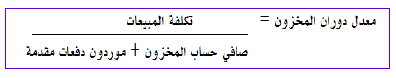 معدل دوران المخزون = تكلفة المبيعات
صافي حساب المخزون + موردون دفعات مقدمة